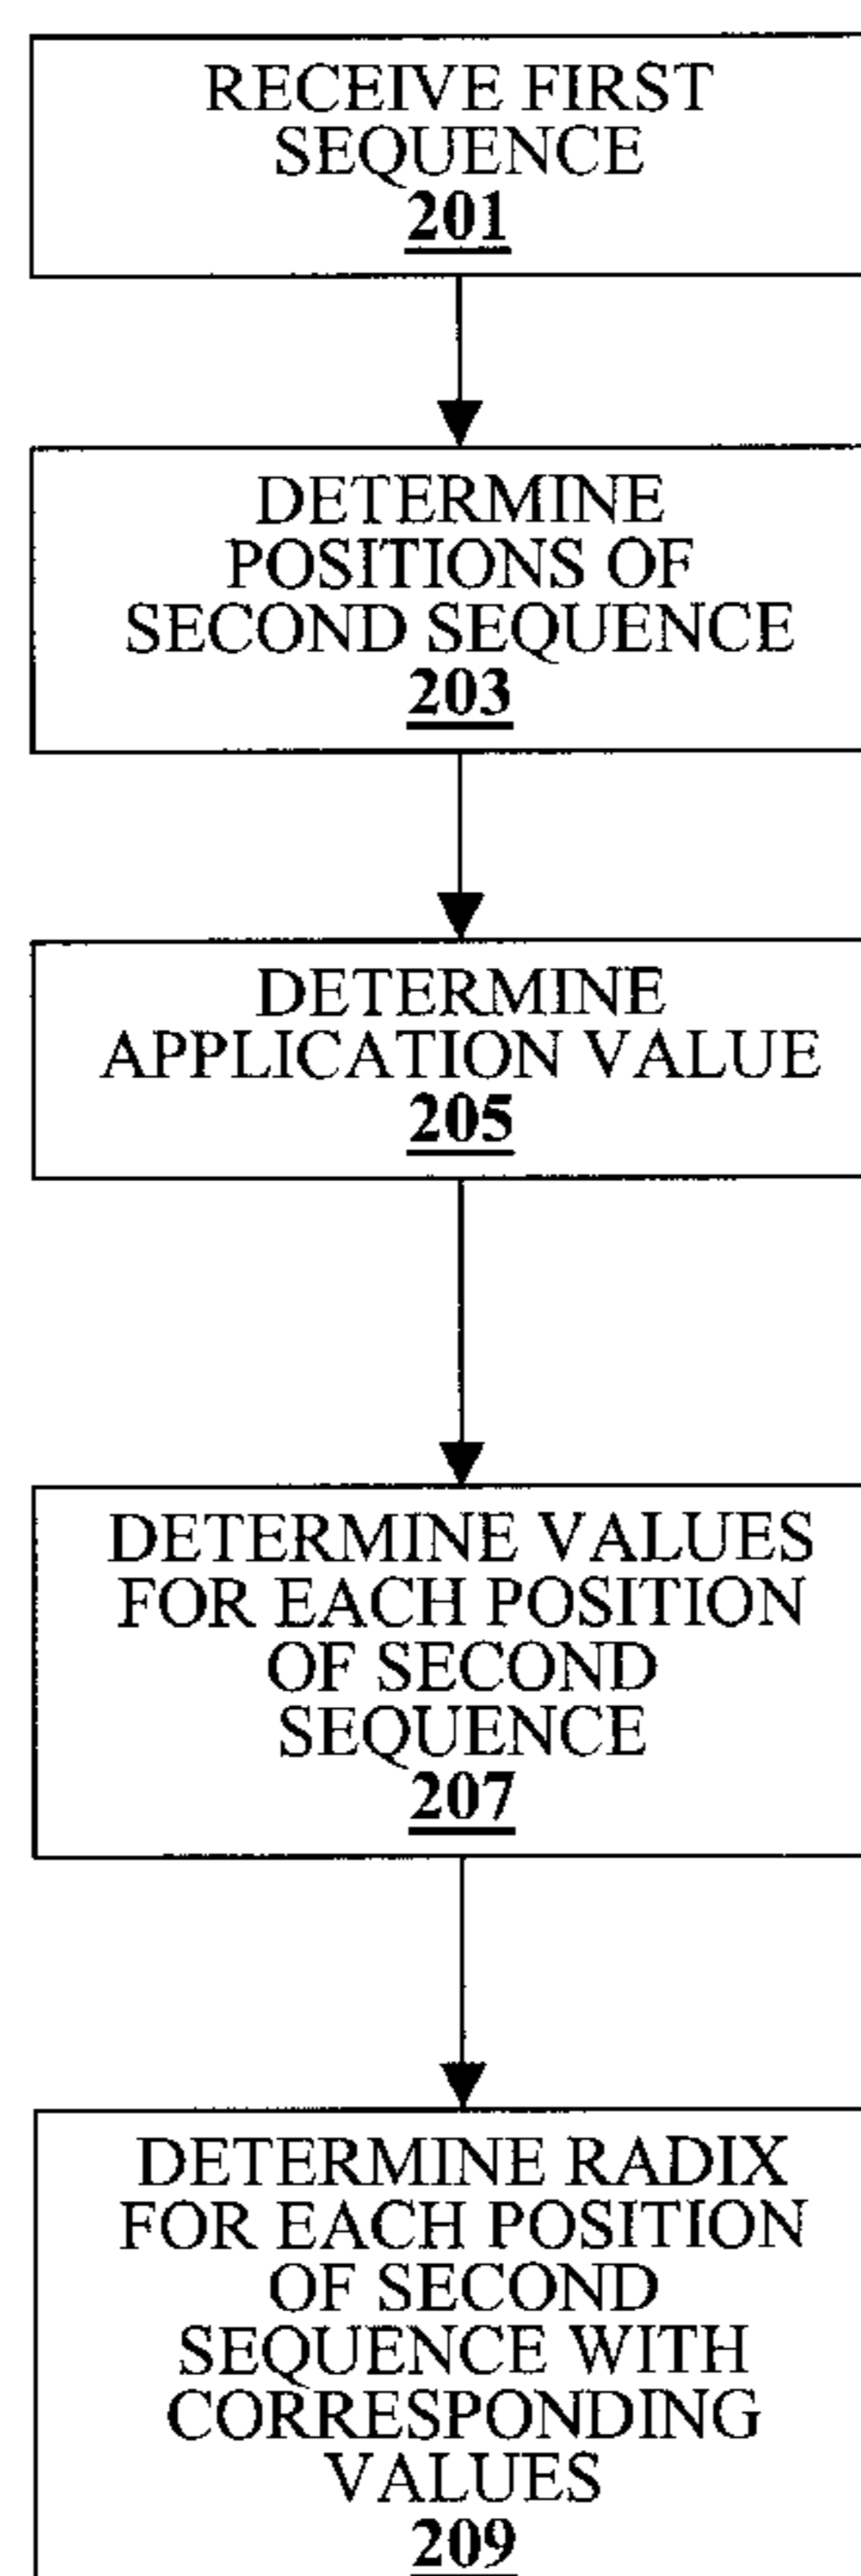 RECEIVE FIRST
SEQUENCE
201
DETERMINE
POSITIONS OF
SECOND SEQUENCE
203
DETERMINE
APPLICATION VALUE
205
DETERMINE VALUES
FOR EACH POSITION
OF SECOND
SEQUENCE
207
DETERMINE RADIX
FOR EACH POSITION
OF SECOND
SEQUENCE WITH
CORRESPONDING
VALUES
209